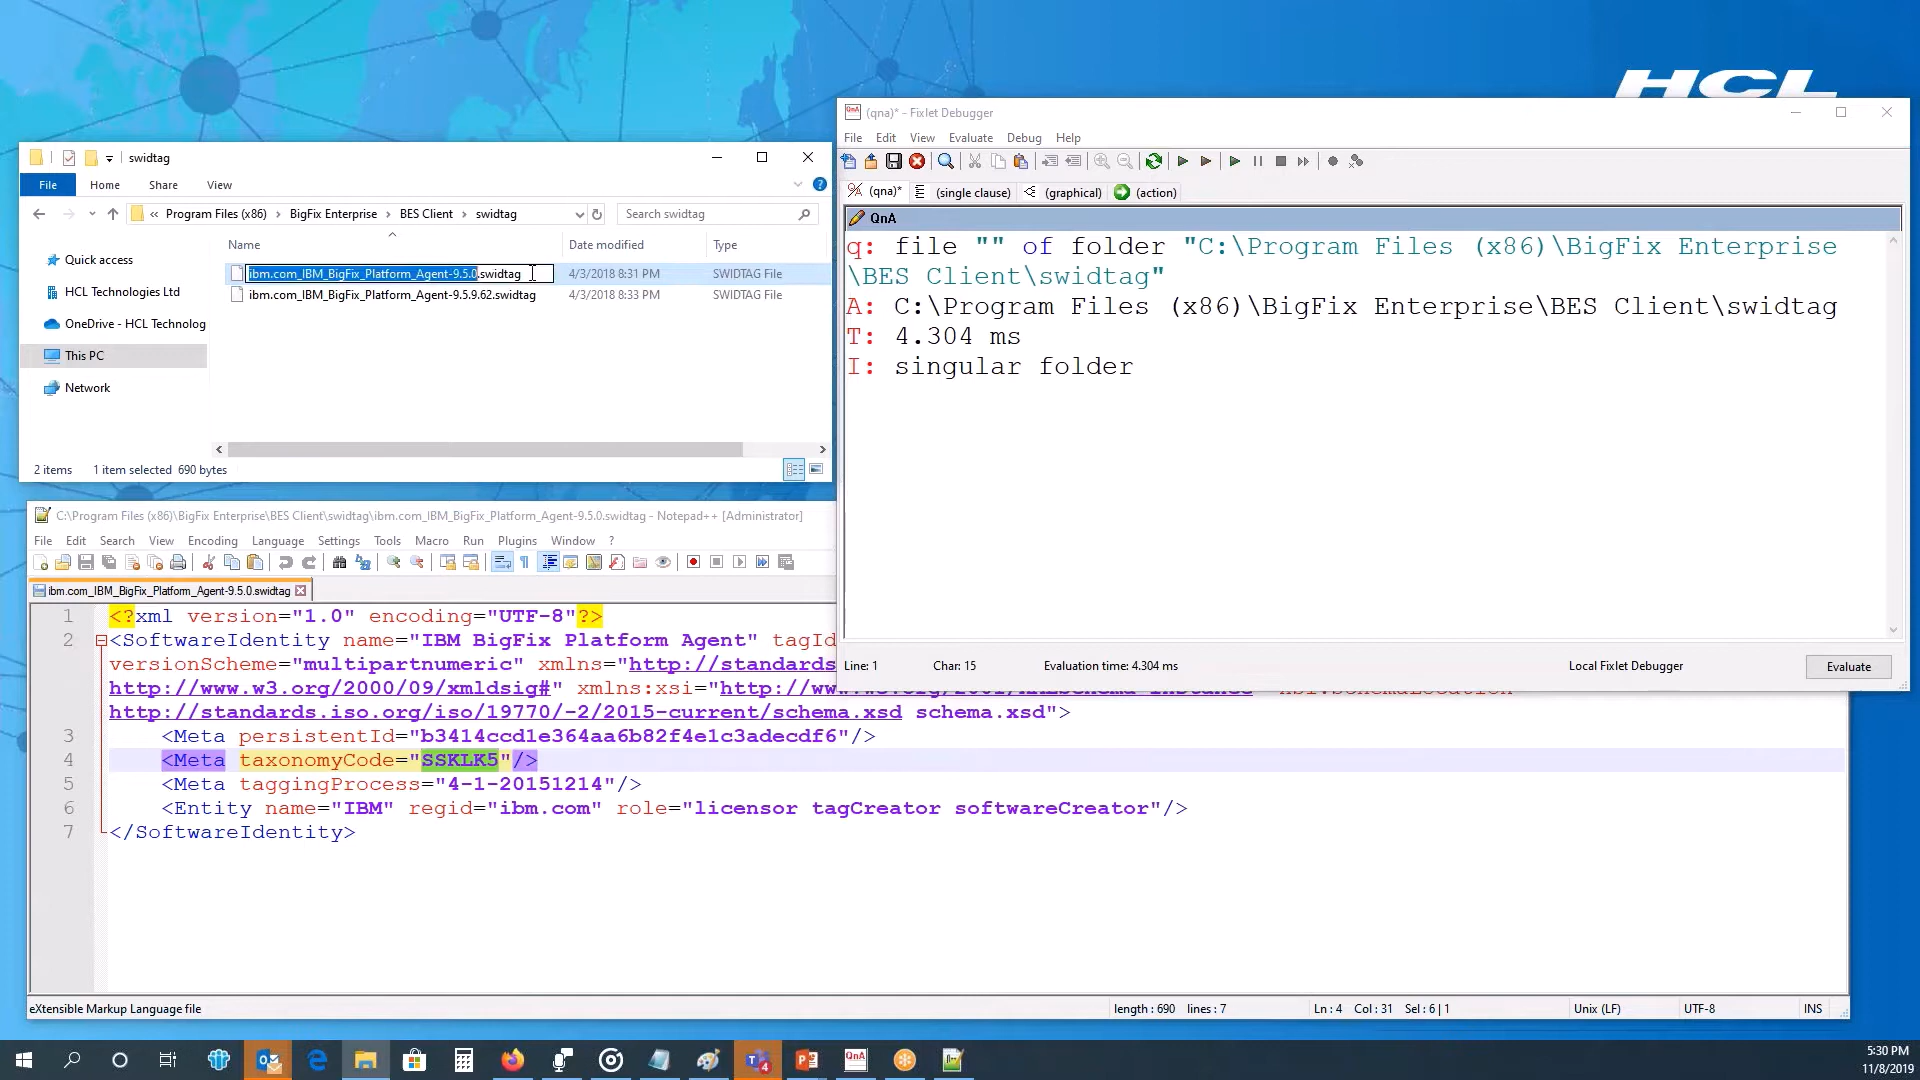 HCL
swidtag
File
Home
Share
View
« Program Files (x86) > BigFix Enterprise > BES Client > swidtag
Search swidtag
Quick access
HCL Technologies Ltd
OneDrive - HCL Technolog
This PC
Network
Name
Date modified
Type
ibm.com_IBM_BigFix_Platform_Agent-9.5.0.swidtag
4/3/2018 8:31 PM
SWIDTAG File
ibm.com_IBM_BigFix_Platform_Agent-9.5.9.62.swidtag
4/3/2018 8:33 PM
SWIDTAG File
2 items
1 item selected 690 bytes
(qna)* - Fixlet Debugger
File Edit View Evaluate Debug Help
(qna)*
(single clause)
(graphical)
(action)
QnA
q: file "" of folder "C:\Program Files (x86)\BigFix Enterprise
\BES Client\swidtag"
A: C:\Program Files (x86)\BigFix Enterprise\BES Client\swidtag
T: 4.304 ms
I: singular folder
Line: 1
Char: 15
Evaluation time: 4.304 ms
Local Fixlet Debugger
Evaluate
C:\Program Files (x86)\BigFix Enterprise\BES Client\swidtag\ibm.com_IBM_BigFix_Platform_Agent-9.5.0.swidtag - Notepad++ [Administrator]
File Edit Search View Encoding Language Settings Tools Macro Run Plugins Window ?
ibm.com_IBM_BigFix_Platform_Agent-9.5.0.swidtag
1 <?xml version="1.0" encoding="UTF-8"?>
2 <SoftwareIdentity name="IBM BigFix Platform Agent" tagId
versionScheme="multipartnumeric" xmlns="http://standards
http://www.w3.org/2000/09/xmldsig#" xmlns:xsi="http://www
http://standards.iso.org/iso/19770/-2/2015-current/schema.xsd schema.xsd">
3 <Meta persistentId="b3414ccd1e364aa6b82f4e1c3adecdf6"/>
4 <Meta taxonomyCode="SSKLK5"/>
5 <Meta taggingProcess="4-1-20151214"/>
6 <Entity name="IBM" regid="ibm.com" role="licensor tagCreator softwareCreator"/>
7 </SoftwareIdentity>
eXtensible Markup Language file
length : 690 lines : 7
Ln : 4 Col : 31 Sel : 6 | 1
Unix (LF)
UTF-8
INS
5:30 PM
11/8/2019